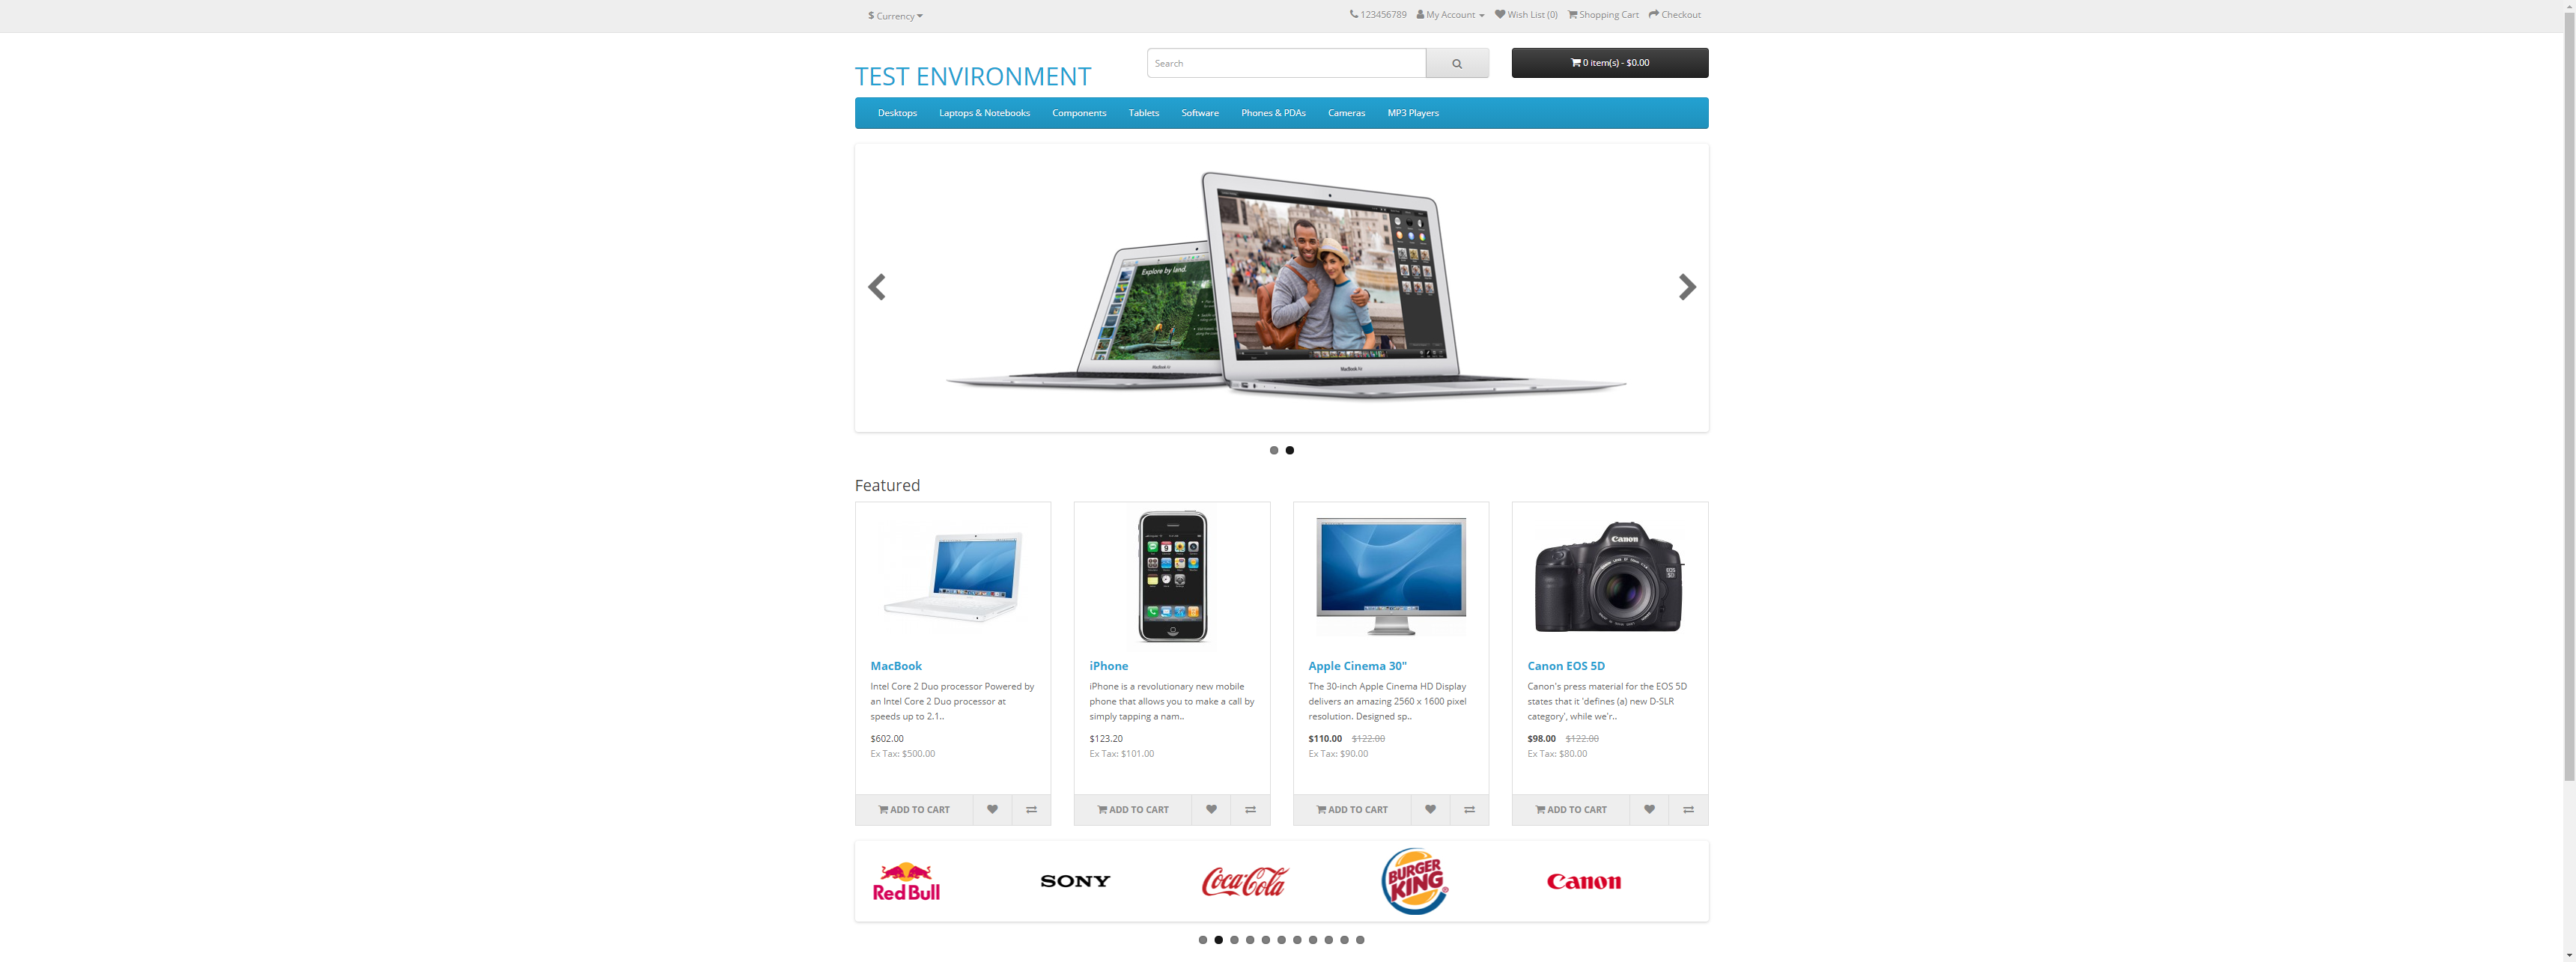 $ Currency
123456789 My Account Wish List (0) Shopping Cart Checkout
TEST ENVIRONMENT
Search
0 item(s) - $0.00
Desktops Laptops & Notebooks Components Tablets Software Phones & PDAs Cameras MP3 Players
Explore by land.
MacBook Air
MacBook Air
Featured
Canon
EOS
5D
MacBook
Intel Core 2 Duo processor Powered by
an Intel Core 2 Duo processor at
speeds up to 2.1..
$602.00
Ex Tax: $500.00
ADD TO CART
iPhone
iPhone is a revolutionary new mobile
phone that allows you to make a call by
simply tapping a nam..
$123.20
Ex Tax: $101.00
ADD TO CART
Apple Cinema 30"
The 30-inch Apple Cinema HD Display
delivers an amazing 2560 x 1600 pixel
resolution. Designed sp..
$110.00 $122.00
Ex Tax: $90.00
ADD TO CART
Canon EOS 5D
Canon's press material for the EOS 5D
states that it 'defines (a) new D-SLR
category', while we'r..
$98.00 $122.00
Ex Tax: $80.00
ADD TO CART
Red Bull
SONY
Coca-Cola
BURGER
KING
Canon